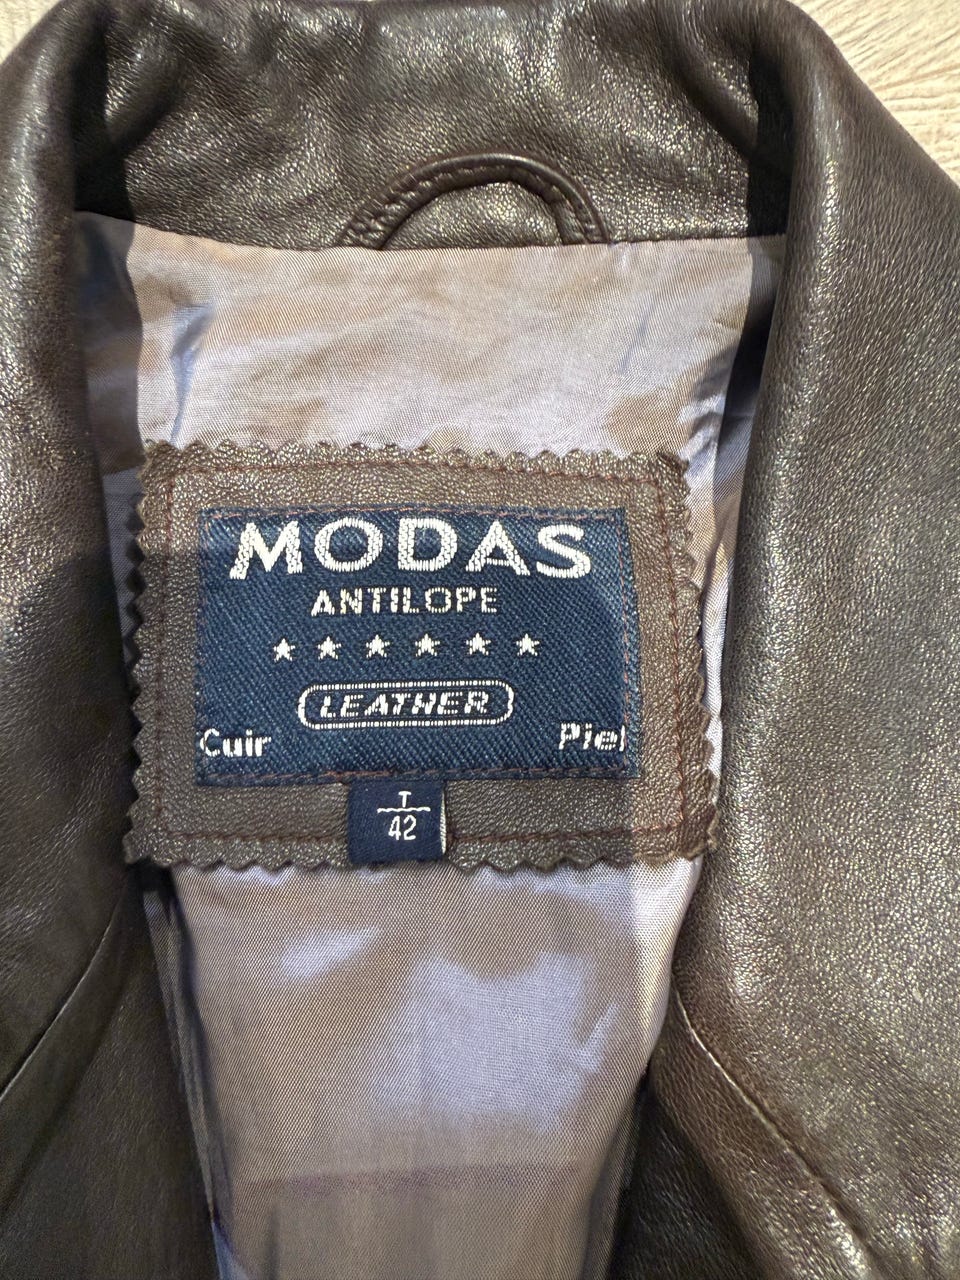 MODAS
ANTILOPE
LEATHER
Cuir Piel
T
42